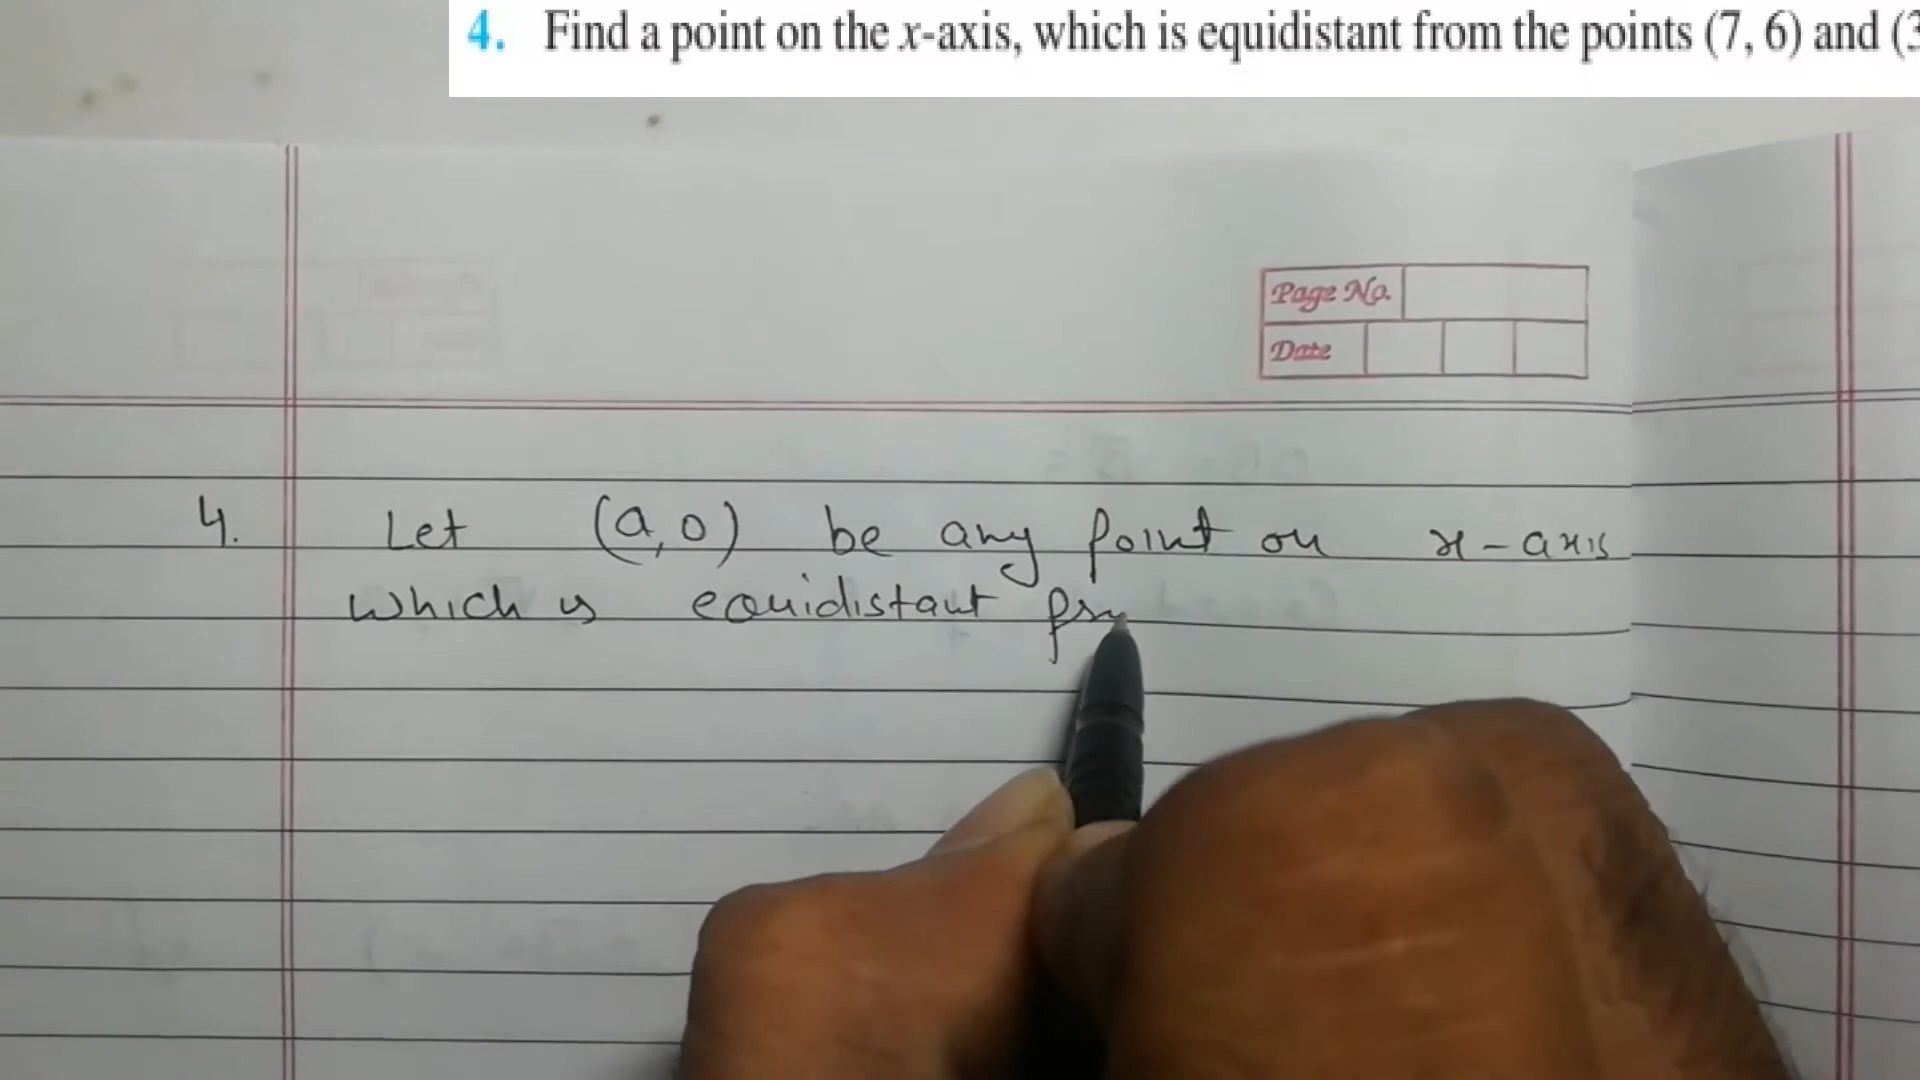 4. Find a point on the x-axis, which is equidistant from the points (7, 6) and (3
Page No.
Date
4. Let (a,0) be any point on x-axis
which is equidistant